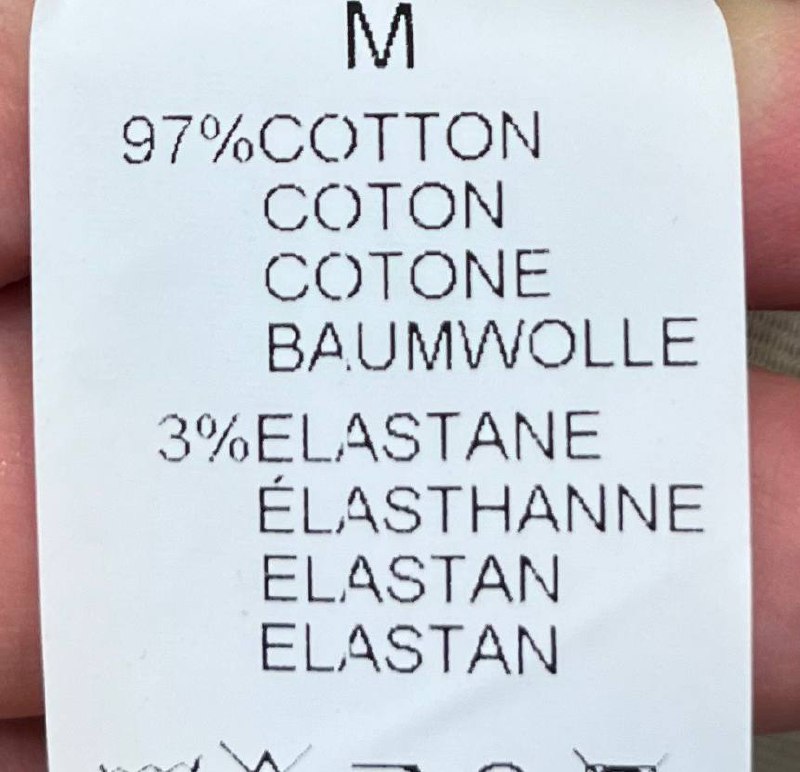 M
97%COTTON
COTON
COTONE
BAUMWOLLE
3%ELASTANE
ÉLASTHANNE
ELASTAN
ELASTAN